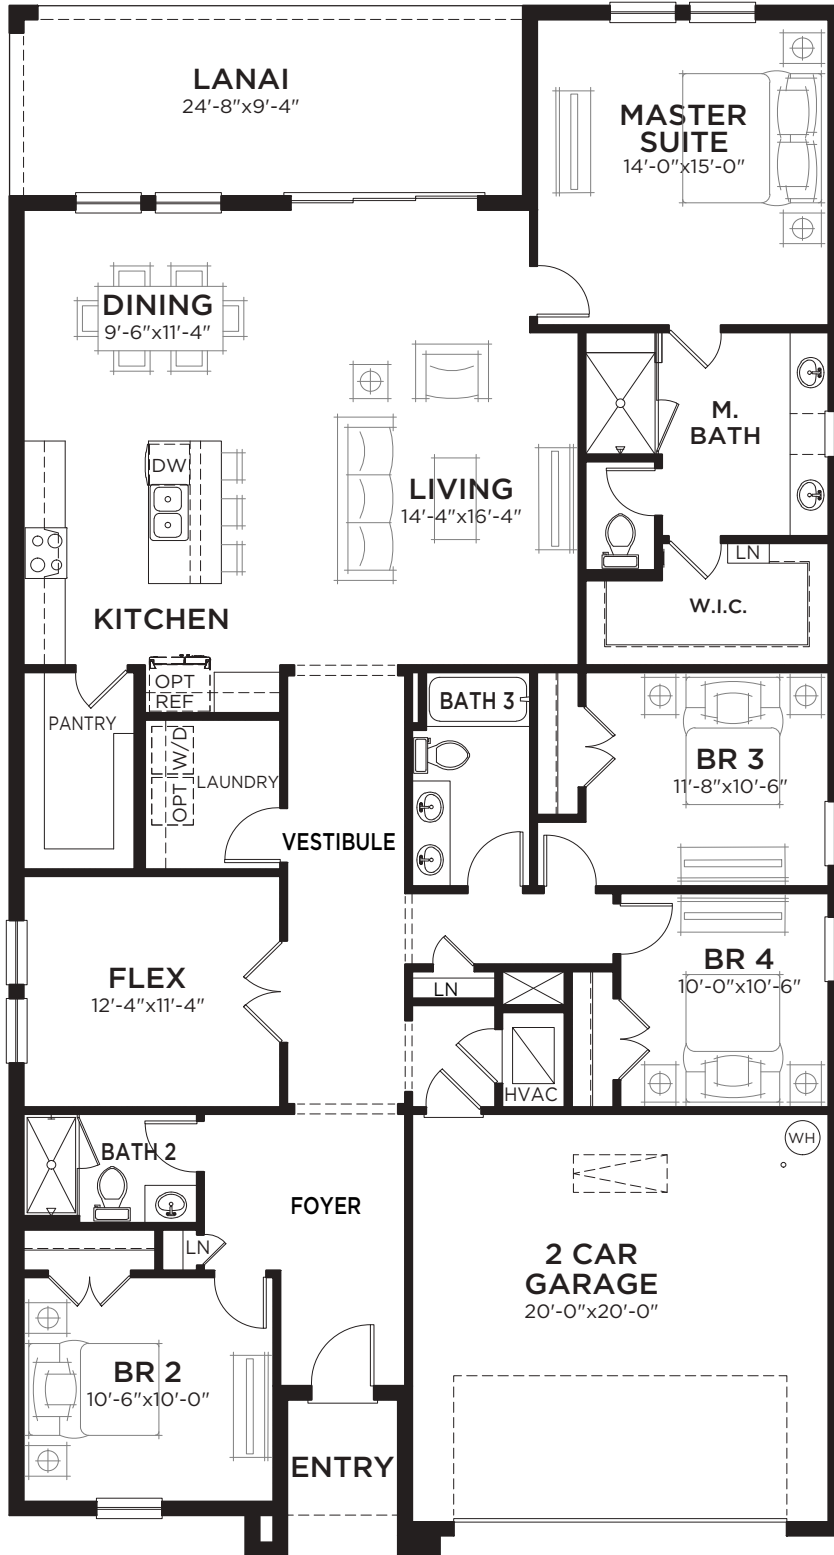 LANAI
24'-8"x9'-4"
MASTER
SUITE
14'-0"x15'-0"
DINING
9'-6"x11'-4"
M.
BATH
DW
LIVING
14'-4"x16'-4"
LN
W.I.C.
KITCHEN
OPT
REF
BATH 3
PANTRY
OPT W/D
LAUNDRY
BR 3
11'-8"x10'-6"
VESTIBULE
FLEX
12'-4"x11'-4"
BR 4
10'-0"x10'-6"
LN
HVAC
WH
BATH 2
FOYER
LN
2 CAR
GARAGE
20'-0"x20'-0"
BR 2
10'-6"x10'-0"
ENTRY